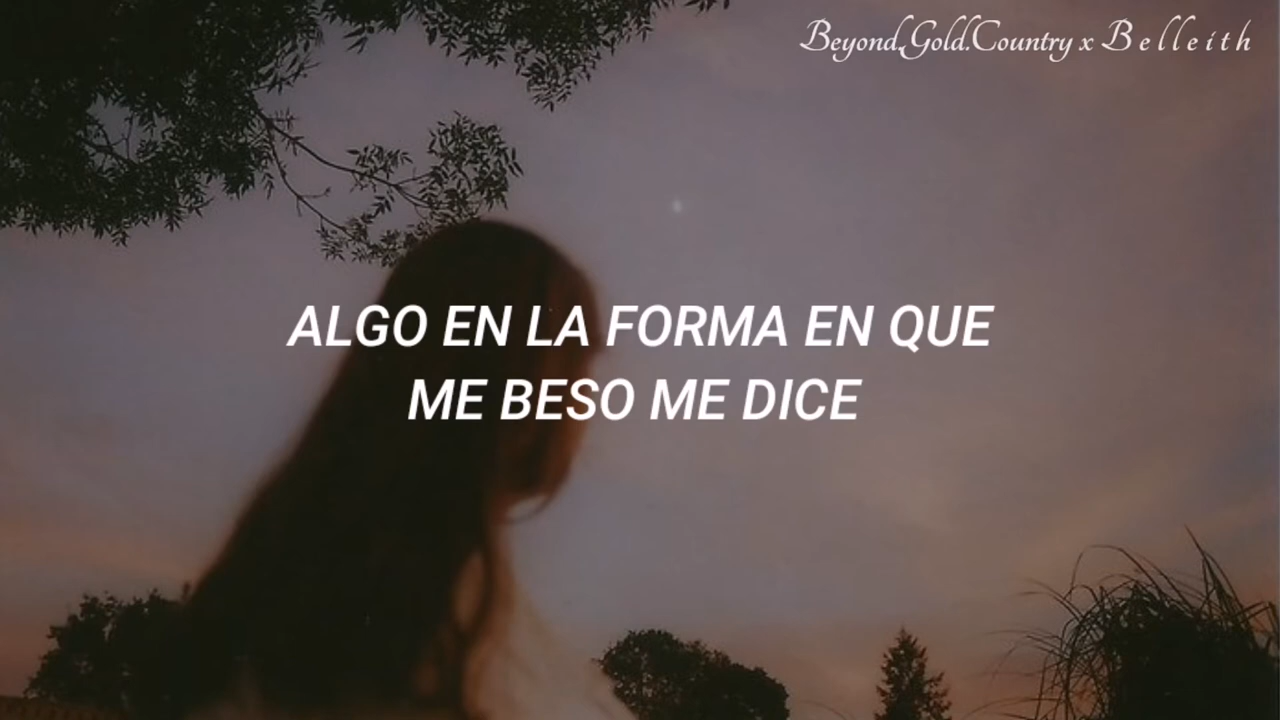 Beyond.Gold.Country x B e l l e i t h
ALGO EN LA FORMA EN QUE
ME BESO ME DICE